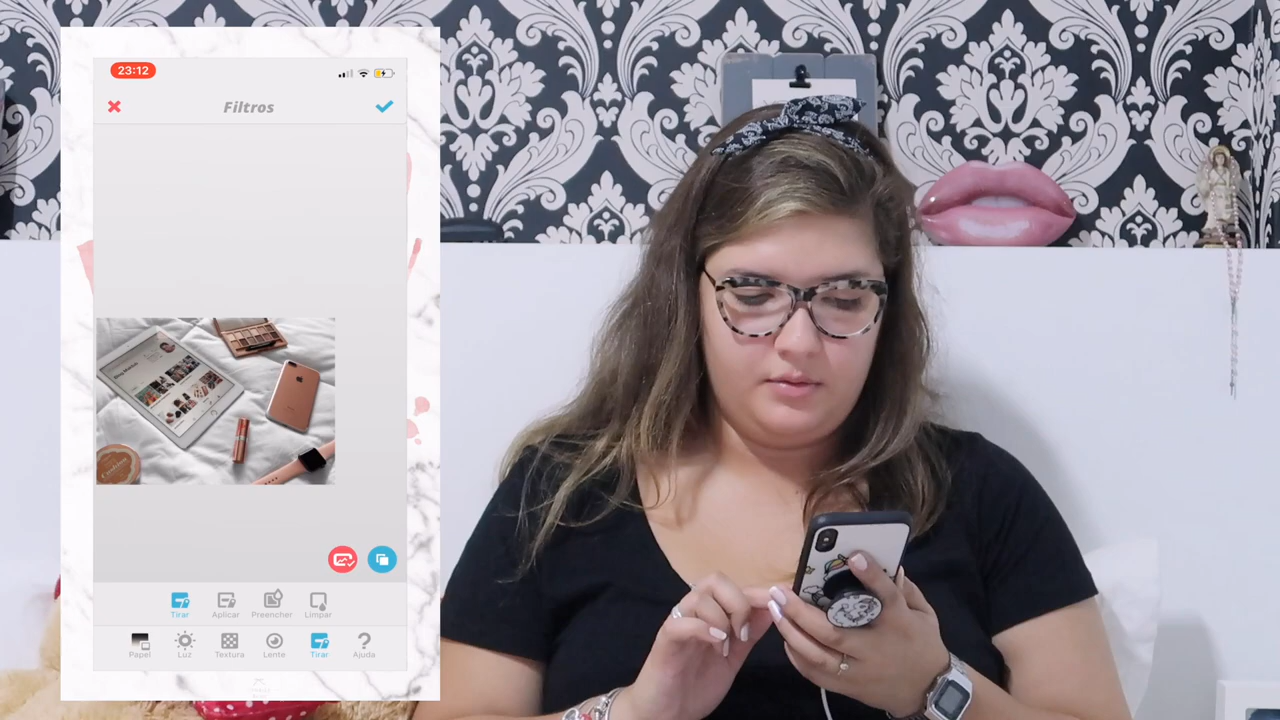 23:12
Filtros
Tirar
Aplicar
Preencher
Limpar
Papel
Luz
Textura
Lente
Tirar
Ajuda